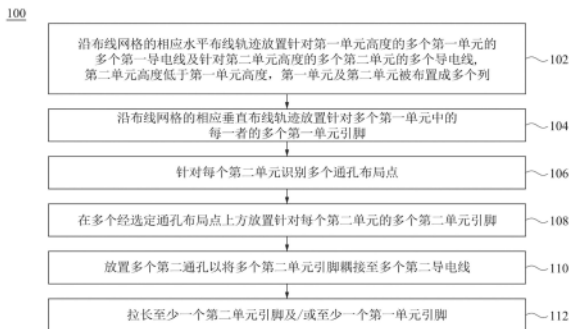 100
沿布线网格的相应水平布线轨迹放置针对第一单元高度的多个第一单元的
多个第一导电线及针对第二单元高度的多个第二单元的多个导电线,
第二单元高度低于第一单元高度，第一单元及第二单元被布置成多个列
102
沿布线网格的相应垂直布线轨迹放置针对多个第一单元中的
每一者的多个第一单元引脚
104
针对每个第二单元识别多个通孔布局点
106
在多个经选定通孔布局点上方放置针对每个第二单元的多个第二单元引脚
108
放置多个第二通孔以将多个第二单元引脚耦接至多个第二导电线
110
拉长至少一个第二单元引脚及/或至少一个第一单元引脚
112